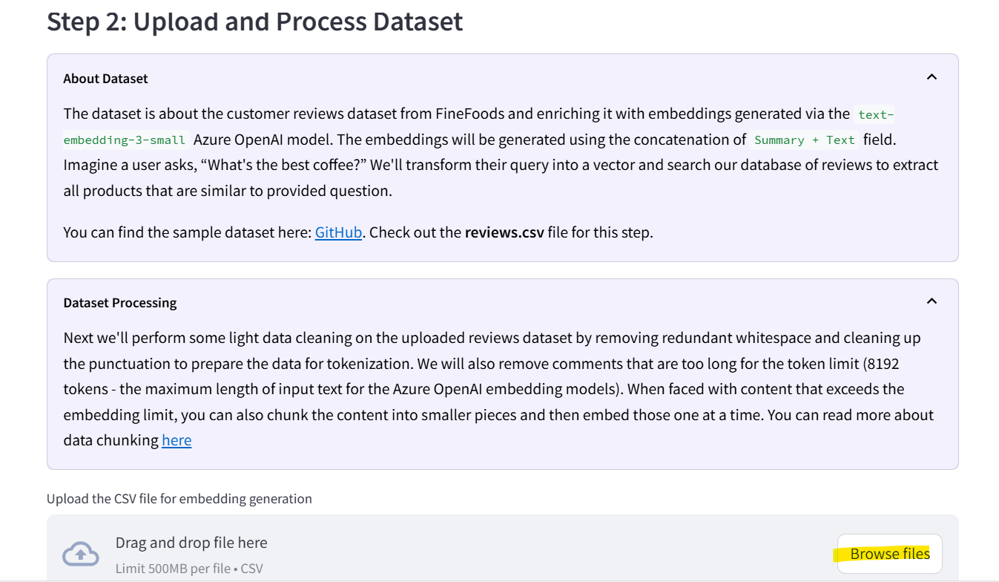 Step 2: Upload and Process Dataset
About Dataset
The dataset is about the customer reviews dataset from FineFoods and enriching it with embeddings generated via the text-
embedding-3-small Azure OpenAI model. The embeddings will be generated using the concatenation of Summary + Text field.
Imagine a user asks, “What's the best coffee?” We'll transform their query into a vector and search our database of reviews to extract
all products that are similar to provided question.
You can find the sample dataset here: GitHub. Check out the reviews.csv file for this step.
Dataset Processing
Next we'll perform some light data cleaning on the uploaded reviews dataset by removing redundant whitespace and cleaning up
the punctuation to prepare the data for tokenization. We will also remove comments that are too long for the token limit (8192
tokens - the maximum length of input text for the Azure OpenAI embedding models). When faced with content that exceeds the
embedding limit, you can also chunk the content into smaller pieces and then embed those one at a time. You can read more about
data chunking here
Upload the CSV file for embedding generation
Drag and drop file here
Limit 500MB per file • CSV
Browse files